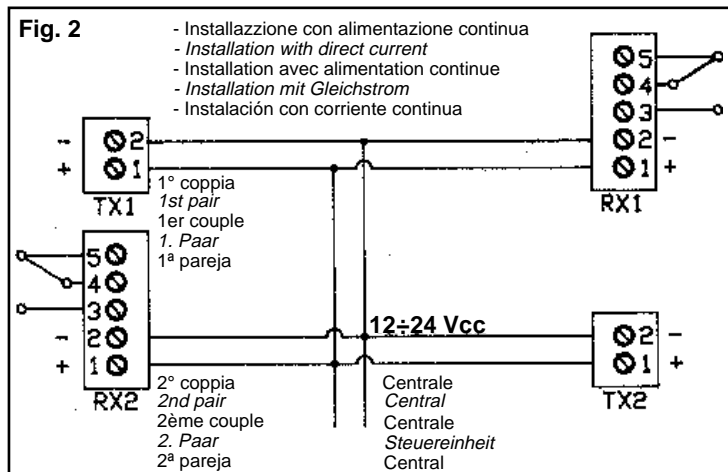 Fig. 2
- Installazzione con alimentazione continua
- Installation with direct current
- Installation avec alimentation continue
- Installation mit Gleichstrom
- Instalación con corriente continua
5
4
3
2 -
1 +
RX1
- 2
+ 1
TX1
1° coppia
1st pair
1er couple
1. Paar
1ª pareja
5
4
3
- 2
+ 1
RX2
12÷24 Vcc
2 -
1 +
TX2
2° coppia
2nd pair
2ème couple
2. Paar
2ª pareja
Centrale
Central
Centrale
Steuereinheit
Central